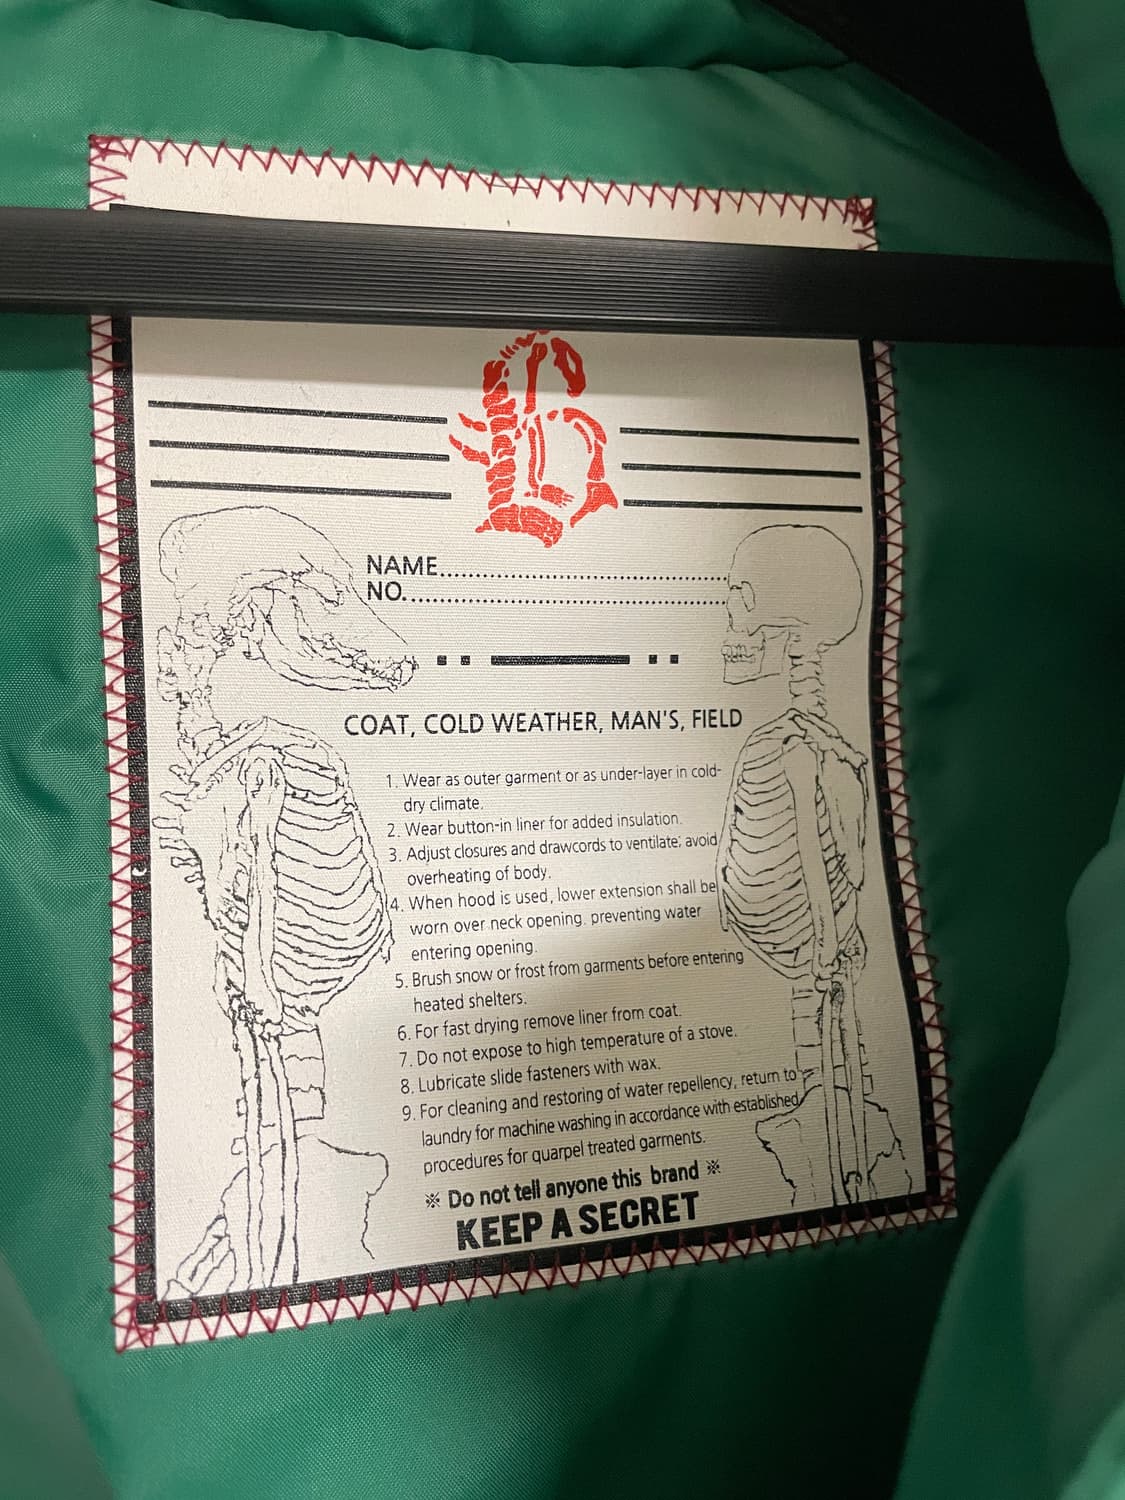 NAME................................................
NO...................................................
COAT, COLD WEATHER, MAN'S, FIELD
1. Wear as outer garment or as under-layer in cold-
dry climate.
2. Wear button-in liner for added insulation.
3. Adjust closures and drawcords to ventilate; avoid
overheating of body.
4. When hood is used, lower extension shall be
worn over neck opening. preventing water
entering opening.
5. Brush snow or frost from garments before entering
heated shelters.
6. For fast drying remove liner from coat.
7. Do not expose to high temperature of a stove.
8. Lubricate slide fasteners with wax.
9. For cleaning and restoring of water repellency, return to
laundry for machine washing in accordance with established
procedures for quarpel treated garments.
※ Do not tell anyone this brand ※
KEEP A SECRET